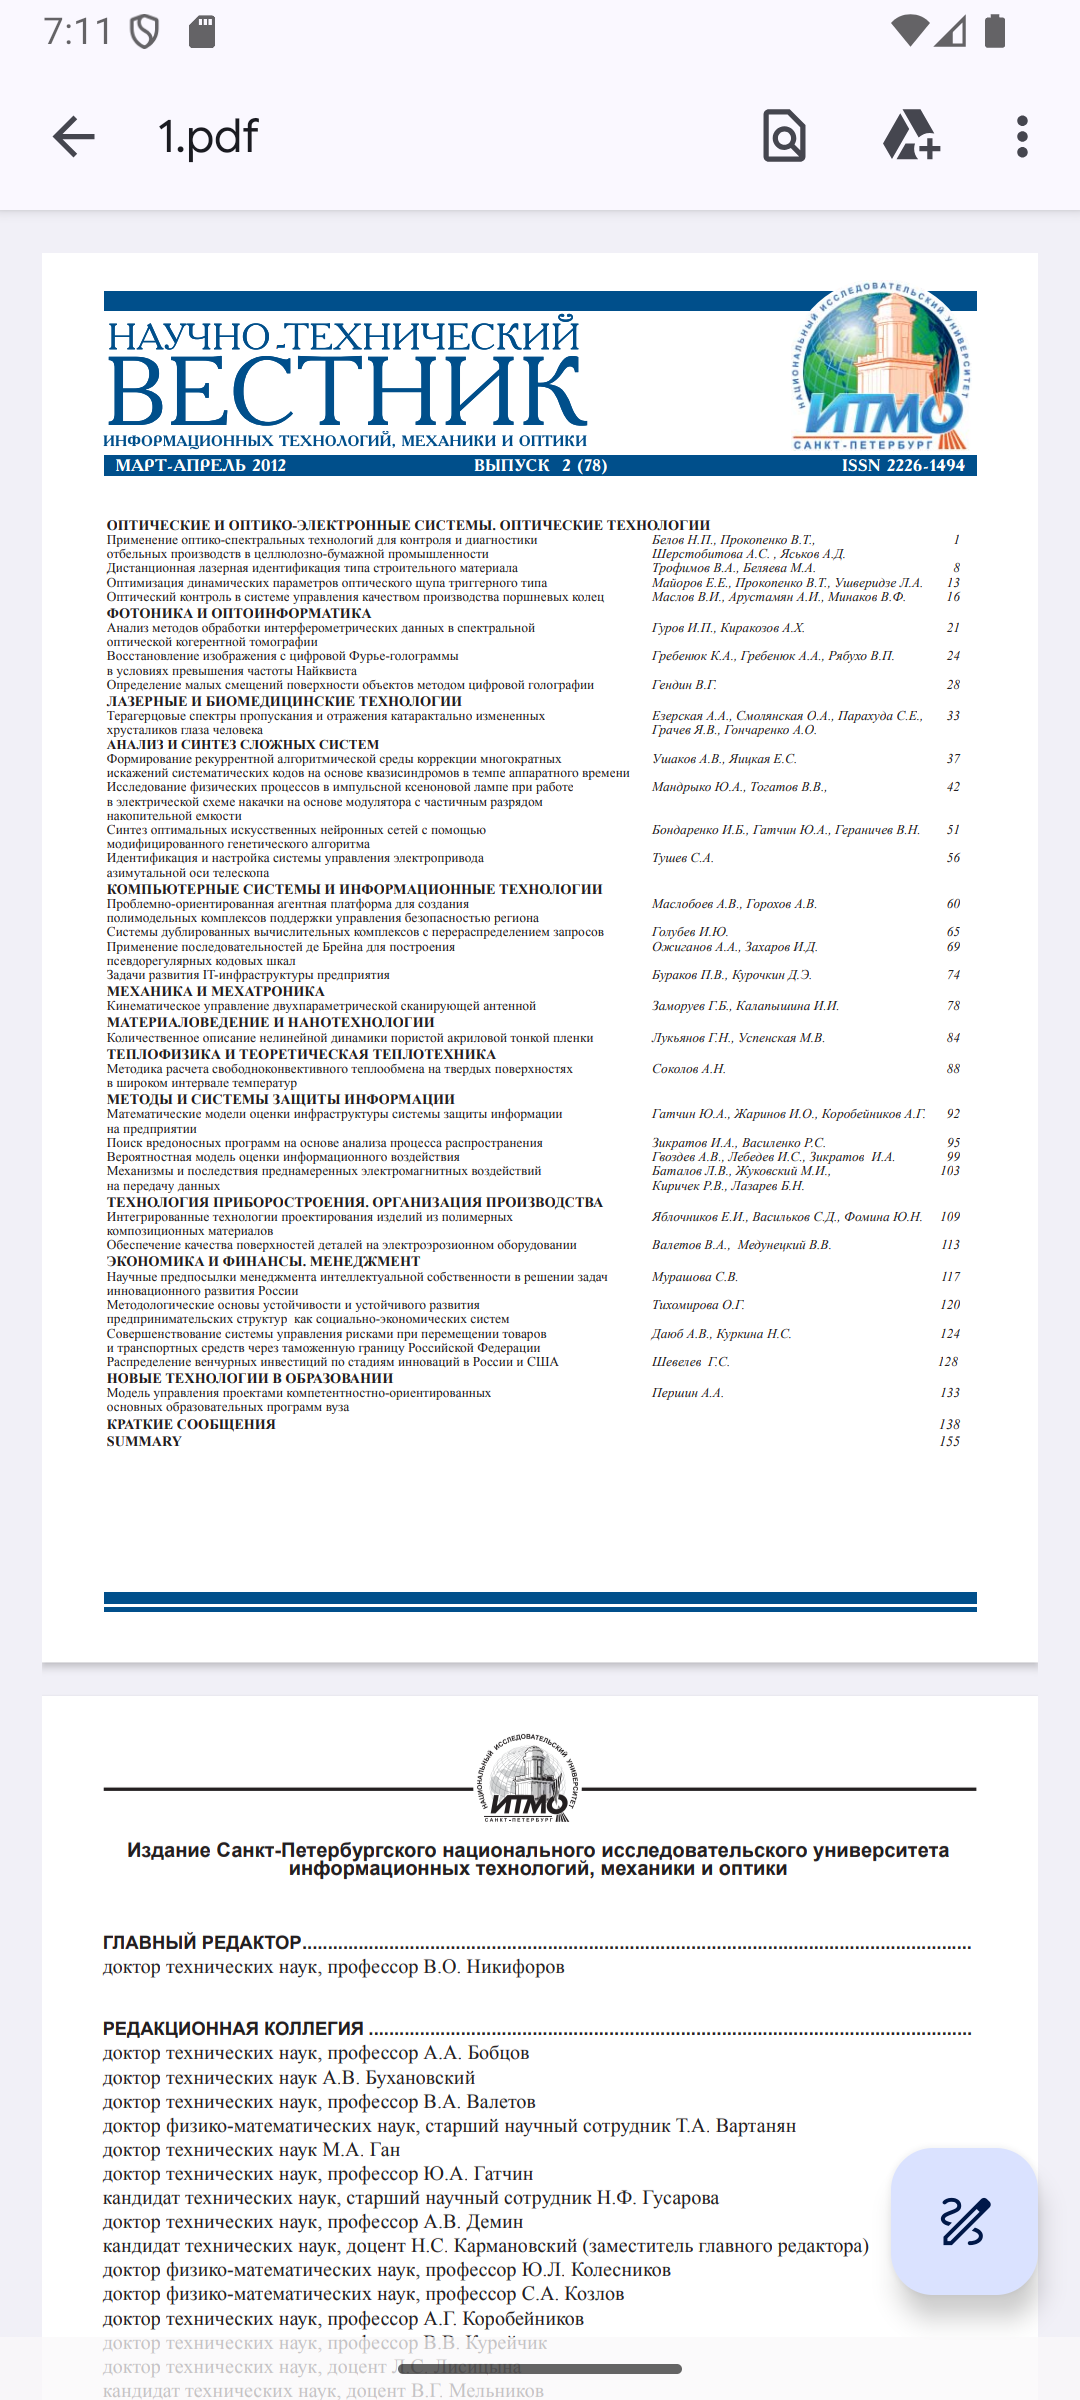 7:11
1.pdf
НАУЧНО-ТЕХНИЧЕСКИЙ
ВЕСТНИК
ИНФОРМАЦИОННЫХ ТЕХНОЛОГИЙ, МЕХАНИКИ И ОПТИКИ
НАЦИОНАЛЬНЫЙ ИССЛЕДОВАТЕЛЬСКИЙ УНИВЕРСИТЕТ
ИТМО
САНКТ-ПЕТЕРБУРГ
МАРТ-АПРЕЛЬ 2012 ВЫПУСК 2 (78) ISSN 2226-1494
ОПТИЧЕСКИЕ И ОПТИКО-ЭЛЕКТРОННЫЕ СИСТЕМЫ. ОПТИЧЕСКИЕ ТЕХНОЛОГИИ
Применение оптико-спектральных технологий для контроля и диагностики Белов Н.П., Прокопенко В.Т., 1
отбельных производств в целлюлозно-бумажной промышленности Шерстобитова А.С. , Яськов А.Д.
Дистанционная лазерная идентификация типа строительного материала Трофимов В.А., Беляева М.А. 8
Оптимизация динамических параметров оптического щупа триггерного типа Майоров Е.Е., Прокопенко В.Т., Ушверидзе Л.А. 13
Оптический контроль в системе управления качеством производства поршневых колец Маслов В.И., Арустамян А.И., Минаков В.Ф. 16
ФОТОНИКА И ОПТОИНФОРМАТИКА
Анализ методов обработки интерферометрических данных в спектральной Гуров И.П., Киракозов А.Х. 21
оптической когерентной томографии
Восстановление изображения с цифровой Фурье-голограммы Гребенюк К.А., Гребенюк А.А., Рябухо В.П. 24
в условиях превышения частоты Найквиста
Определение малых смещений поверхности объектов методом цифровой голографии Гендин В.Г. 28
ЛАЗЕРНЫЕ И БИОМЕДИЦИНСКИЕ ТЕХНОЛОГИИ
Терагерцовые спектры пропускания и отражения катарактально измененных Езерская А.А., Смолянская О.А., Парахуда С.Е., 33
хрусталиков глаза человека Грачев Я.В., Гончаренко А.О.
АНАЛИЗ И СИНТЕЗ СЛОЖНЫХ СИСТЕМ
Формирование рекуррентной алгоритмической среды коррекции многократных Ушаков А.В., Яицкая Е.С. 37
искажений систематических кодов на основе квазисиндромов в темпе аппаратного времени
Исследование физических процессов в импульсной ксеноновой лампе при работе Мандрыко Ю.А., Тогатов В.В., 42
в электрической схеме накачки на основе модулятора с частичным разрядом
накопительной емкости
Синтез оптимальных искусственных нейронных сетей с помощью Бондаренко И.Б., Гатчин Ю.А., Гераничев В.Н. 51
модифицированного генетического алгоритма
Идентификация и настройка системы управления электропривода Тушев С.А. 56
азимутальной оси телескопа
КОМПЬЮТЕРНЫЕ СИСТЕМЫ И ИНФОРМАЦИОННЫЕ ТЕХНОЛОГИИ
Проблемно-ориентированная агентная платформа для создания Маслобоев А.В., Горохов А.В. 60
полимодельных комплексов поддержки управления безопасностью региона
Системы дублированных вычислительных комплексов с перераспределением запросов Голубев И.Ю. 65
Применение последовательностей де Брейна для построения Ожиганов А.А., Захаров И.Д. 69
псевдорегулярных кодовых шкал
Задачи развития IT-инфраструктуры предприятия Бураков П.В., Курочкин Д.Э. 74
МЕХАНИКА И МЕХАТРОНИКА
Кинематическое управление двухпараметрической сканирующей антенной Заморуев Г.Б., Калапышина И.И. 78
МАТЕРИАЛОВЕДЕНИЕ И НАНОТЕХНОЛОГИИ
Количественное описание нелинейной динамики пористой акриловой тонкой пленки Лукьянов Г.Н., Успенская М.В. 84
ТЕПЛОФИЗИКА И ТЕОРЕТИЧЕСКАЯ ТЕПЛОТЕХНИКА
Методика расчета свободноконвективного теплообмена на твердых поверхностях Соколов А.Н. 88
в широком интервале температур
МЕТОДЫ И СИСТЕМЫ ЗАЩИТЫ ИНФОРМАЦИИ
Математические модели оценки инфраструктуры системы защиты информации Гатчин Ю.А., Жаринов И.О., Коробейников А.Г. 92
на предприятии
Поиск вредоносных программ на основе анализа процесса распространения Зикратов И.А., Василенко Р.С. 95
Вероятностная модель оценки информационного воздействия Гвоздев А.В., Лебедев И.С., Зикратов И.А. 99
Механизмы и последствия преднамеренных электромагнитных воздействий Баталов Л.В., Жуковский М.И., 103
на передачу данных Киричек Р.В., Лазарев Б.Н.
ТЕХНОЛОГИЯ ПРИБОРОСТРОЕНИЯ. ОРГАНИЗАЦИЯ ПРОИЗВОДСТВА
Интегрированные технологии проектирования изделий из полимерных Яблочников Е.И., Васильков С.Д., Фомина Ю.Н. 109
композиционных материалов
Обеспечение качества поверхностей деталей на электроэрозионном оборудовании Валетов В.А., Медунецкий В.В. 113
ЭКОНОМИКА И ФИНАНСЫ. МЕНЕДЖМЕНТ
Научные предпосылки менеджмента интеллектуальной собственности в решении задач Мурашова С.В. 117
инновационного развития России
Методологические основы устойчивости и устойчивого развития Тихомирова О.Г. 120
предпринимательских структур как социально-экономических систем
Совершенствование системы управления рисками при перемещении товаров Даюб А.В., Куркина Н.С. 124
и транспортных средств через таможенную границу Российской Федерации
Распределение венчурных инвестиций по стадиям инноваций в России и США Шевелев Г.С. 128
НОВЫЕ ТЕХНОЛОГИИ В ОБРАЗОВАНИИ
Модель управления проектами компетентностно-ориентированных Першин А.А. 133
основных образовательных программ вуза
КРАТКИЕ СООБЩЕНИЯ 138
SUMMARY 155
НАЦИОНАЛЬНЫЙ ИССЛЕДОВАТЕЛЬСКИЙ УНИВЕРСИТЕТ
ИТМО
САНКТ-ПЕТЕРБУРГ
Издание Санкт-Петербургского национального исследовательского университета
информационных технологий, механики и оптики
ГЛАВНЫЙ РЕДАКТОР
доктор технических наук, профессор В.О. Никифоров
РЕДАКЦИОННАЯ КОЛЛЕГИЯ
доктор технических наук, профессор А.А. Бобцов
доктор технических наук А.В. Бухановский
доктор технических наук, профессор В.А. Валетов
доктор физико-математических наук, старший научный сотрудник Т.А. Вартанян
доктор технических наук М.А. Ган
доктор технических наук, профессор Ю.А. Гатчин
кандидат технических наук, старший научный сотрудник Н.Ф. Гусарова
доктор технических наук, профессор А.В. Демин
кандидат технических наук, доцент Н.С. Кармановский (заместитель главного редактора)
доктор физико-математических наук, профессор Ю.Л. Колесников
доктор физико-математических наук, профессор С.А. Козлов
доктор технических наук, профессор А.Г. Коробейников
доктор технических наук, профессор В.В. Курейчик
доктор технических наук, доцент Л.С. Лисицына
кандидат технических наук, доцент В.Г. Мельников